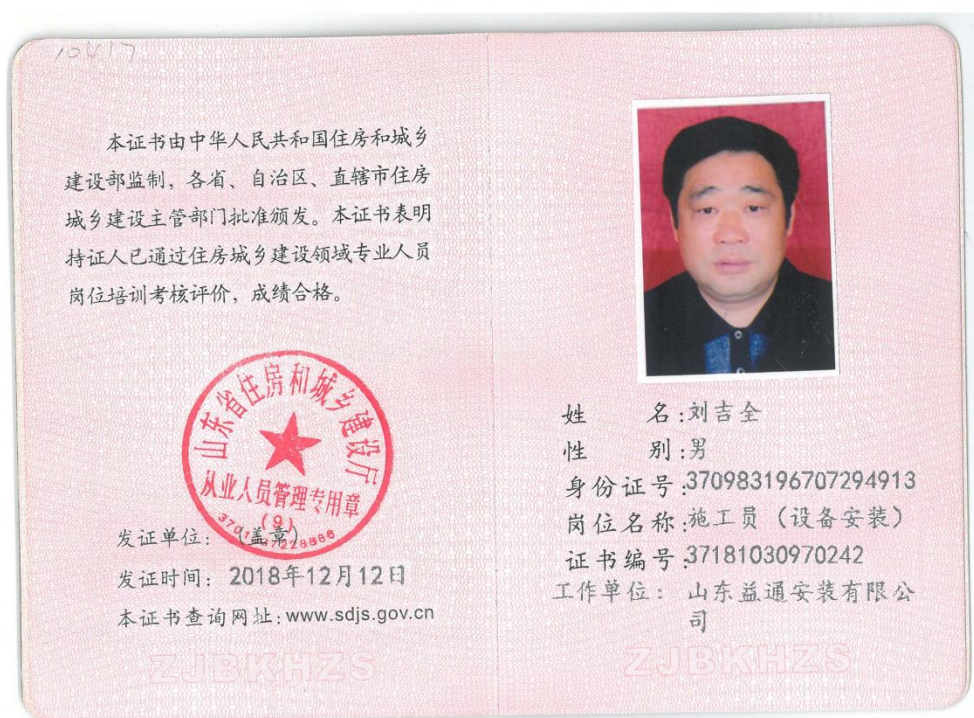 10417
本证书由中华人民共和国住房和城乡
建设部监制，各省、自治区、直辖市住房
城乡建设主管部门批准颁发。本证书表明
持证人已通过住房城乡建设领域专业人员
岗位培训考核评价，成绩合格。
山东省住房和城乡建设厅
从业人员管理专用章
(9)
发证单位：（盖章）
发证时间：2018年12月12日
本证书查询网址:www.sdjs.gov.cn
ZJBKHZS
姓 名:刘吉全
性 别:男
身份证号:370983196707294913
岗位名称:施工员（设备安装）
证书编号:37181030970242
工作单位：山东益通安装有限公
司
ZJBKHZS